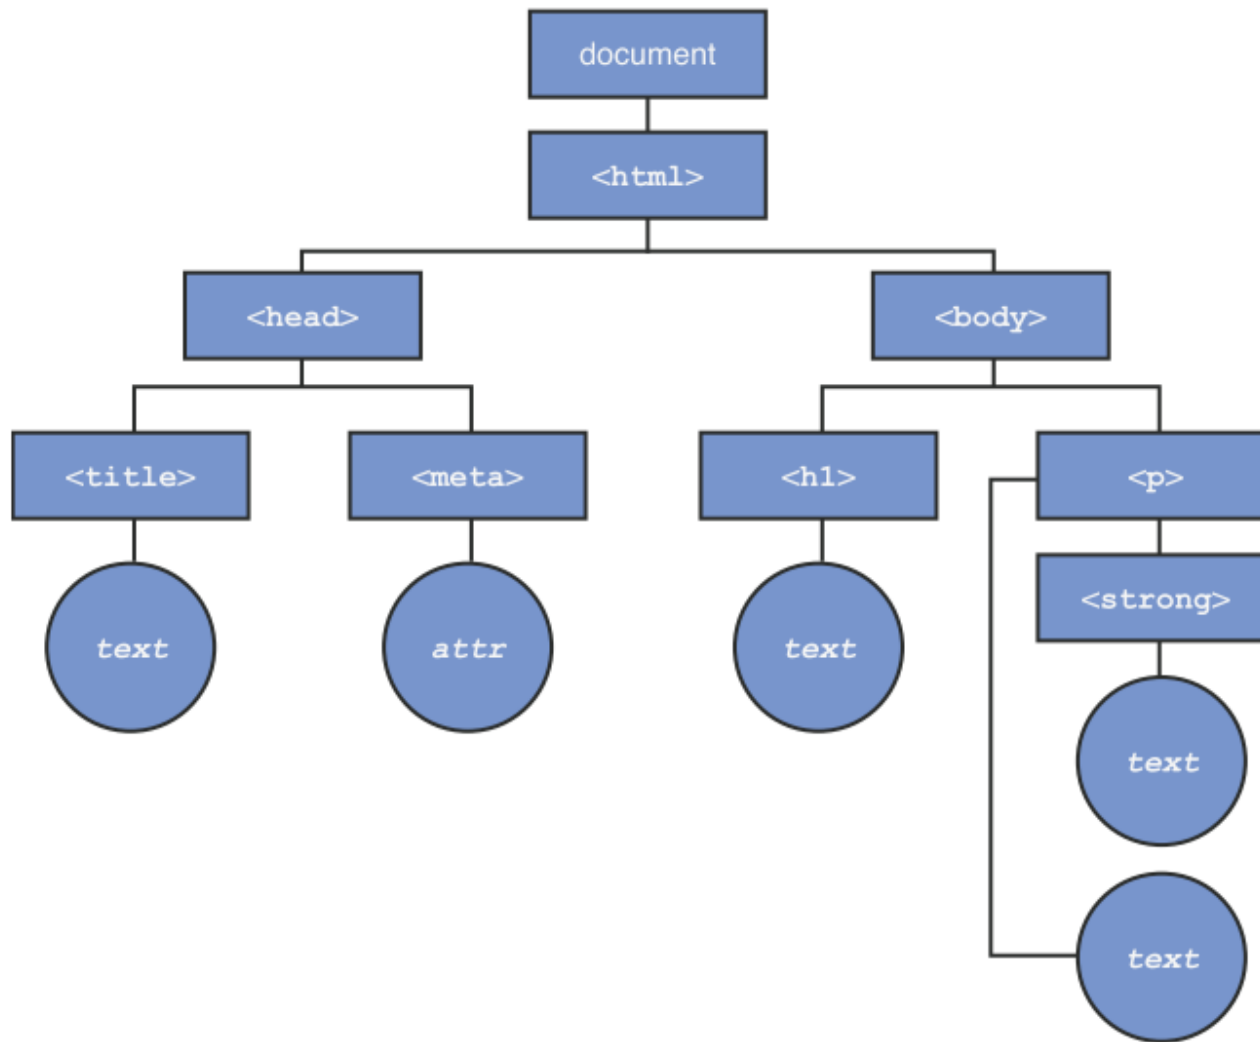 document
<html>
<head>
<body>
<title>
<meta>
<h1>
<p>
<strong>
text
attr
text
text
text